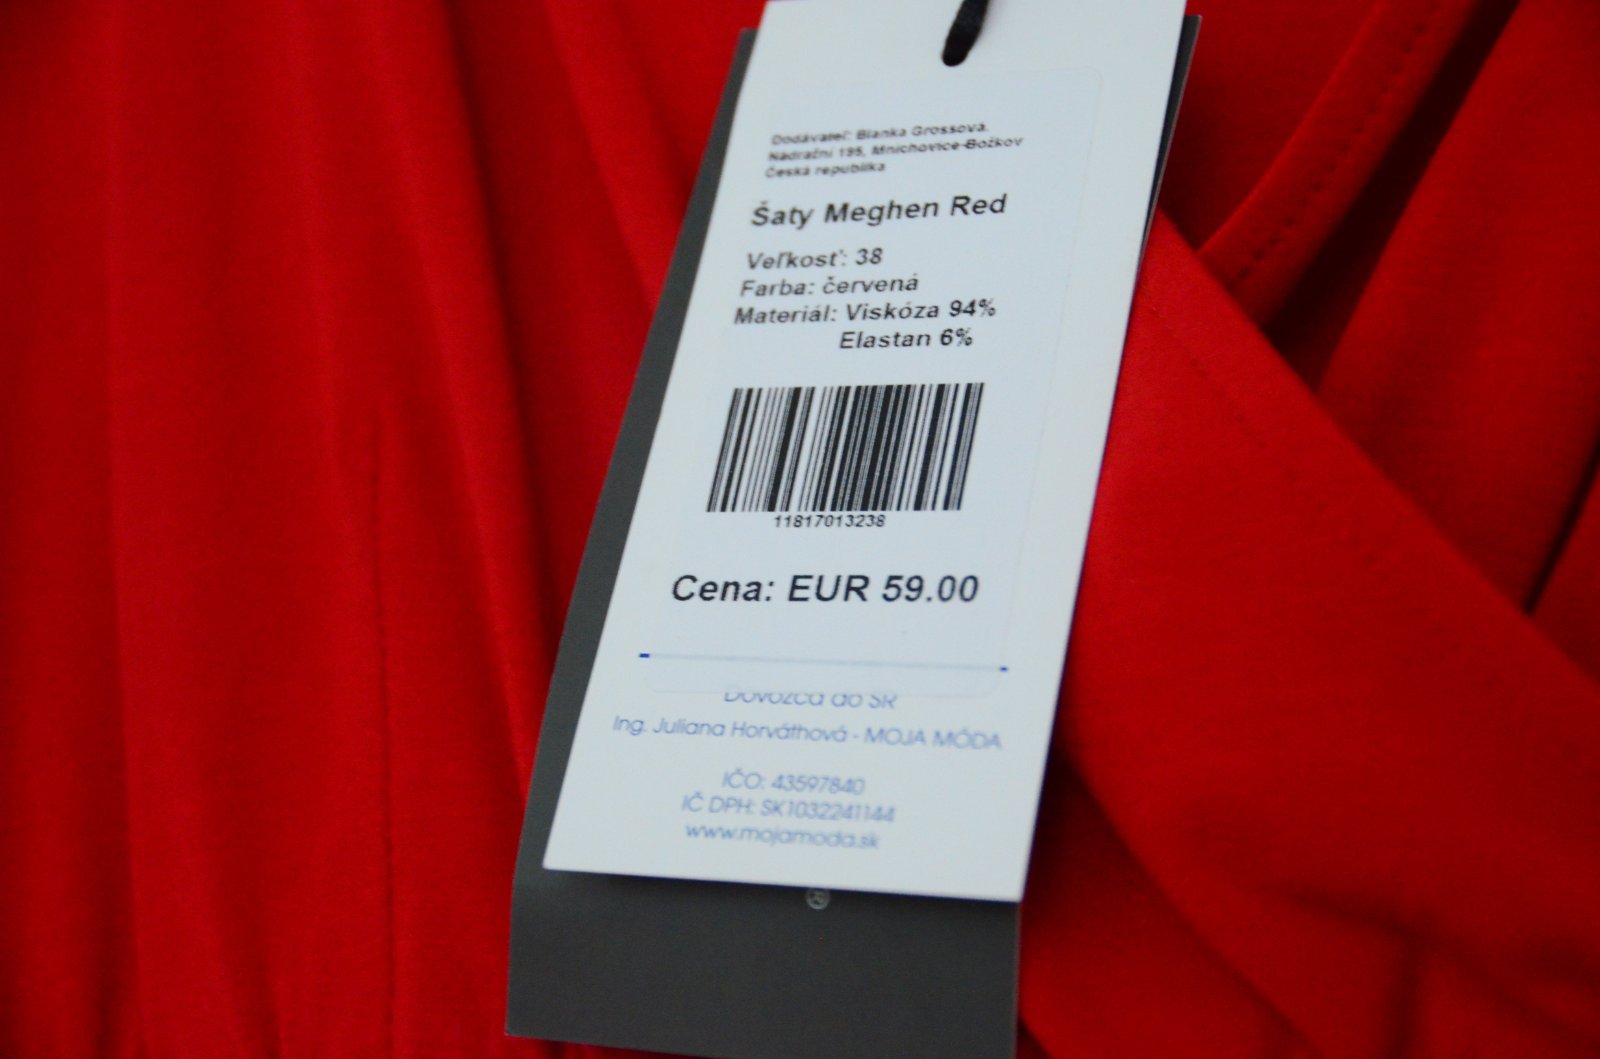 Dodávateľ: Blanka Grossová,
Nádražní 195, Mnichovice-Božkov
Česká republika
Šaty Meghen Red
Veľkosť: 38
Farba: červená
Materiál: Viskóza 94%
Elastan 6%
11817013238
Cena: EUR 59.00
Dovozca do SR
Ing. Juliana Horváthová - MOJA MÓDA
IČO: 43597840
IČ DPH: SK1032241144
www.mojamoda.sk